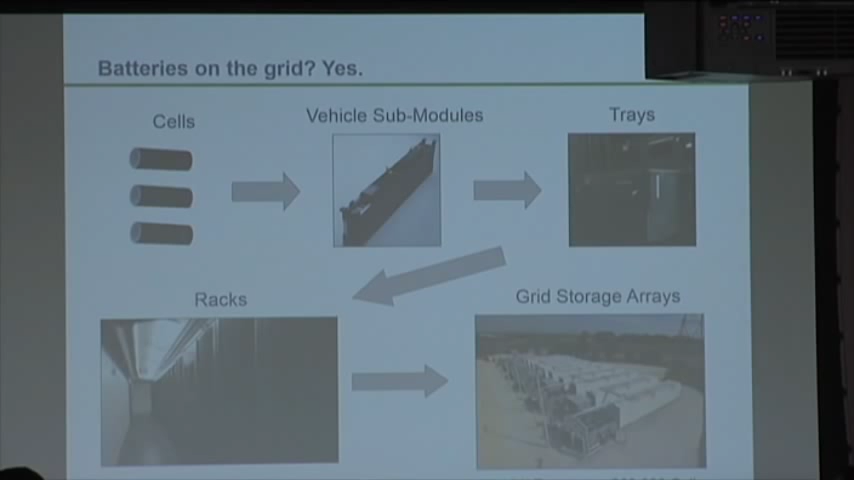 Batteries on the grid? Yes.
Cells
Vehicle Sub-Modules
Trays
Racks
Grid Storage Arrays